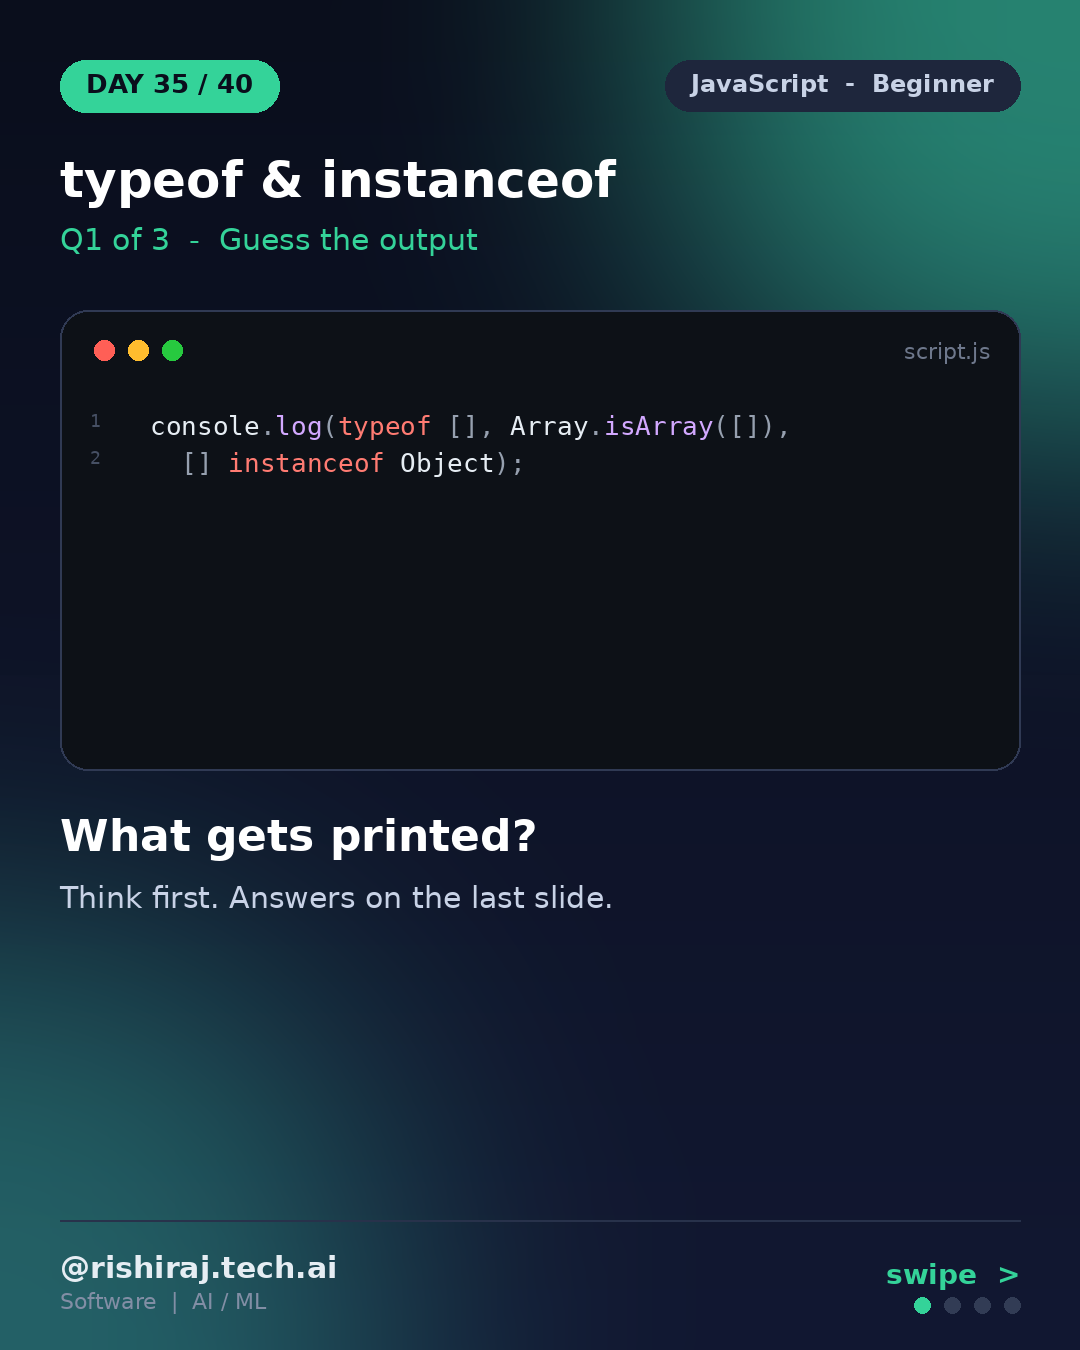 DAY 35 / 40
JavaScript - Beginner
typeof & instanceof
Q1 of 3 - Guess the output
script.js
1 console.log(typeof [], Array.isArray([]),
2 [] instanceof Object);
What gets printed?
Think first. Answers on the last slide.
@rishiraj.tech.ai
Software | AI / ML
swipe >